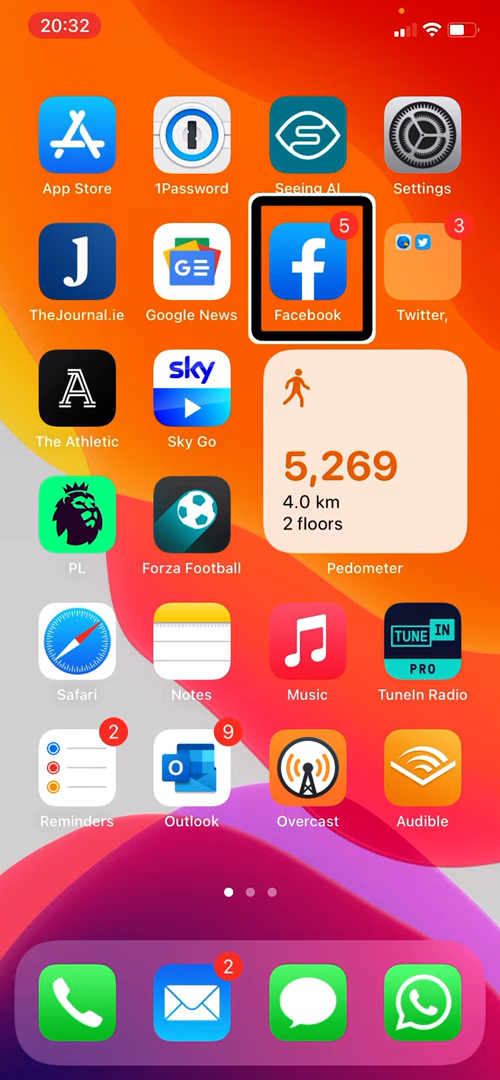 20:32
App Store
1Password
Seeing AI
Settings
5
3
J
GE
f
TheJournal.ie
Google News
Facebook
Twitter,
A
sky
The Athletic
Sky Go
5,269
4.0 km
2 floors
PL
Forza Football
Pedometer
TUNE IN
PRO
Safari
Notes
Music
TuneIn Radio
2
9
O
Reminders
Outlook
Overcast
Audible
2